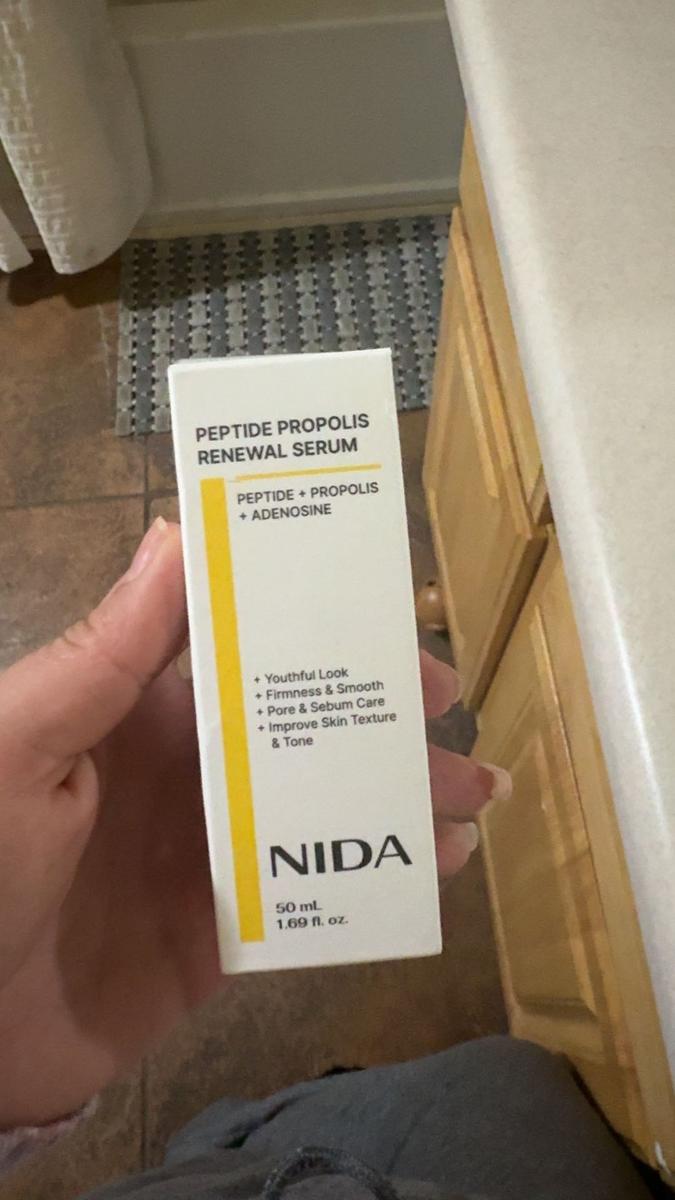 PEPTIDE PROPOLIS
RENEWAL SERUM
PEPTIDE + PROPOLIS
+ ADENOSINE
+ Youthful Look
+ Firmness & Smooth
+ Pore & Sebum Care
+ Improve Skin Texture
& Tone
NIDA
50 mL
1.69 fl. oz.